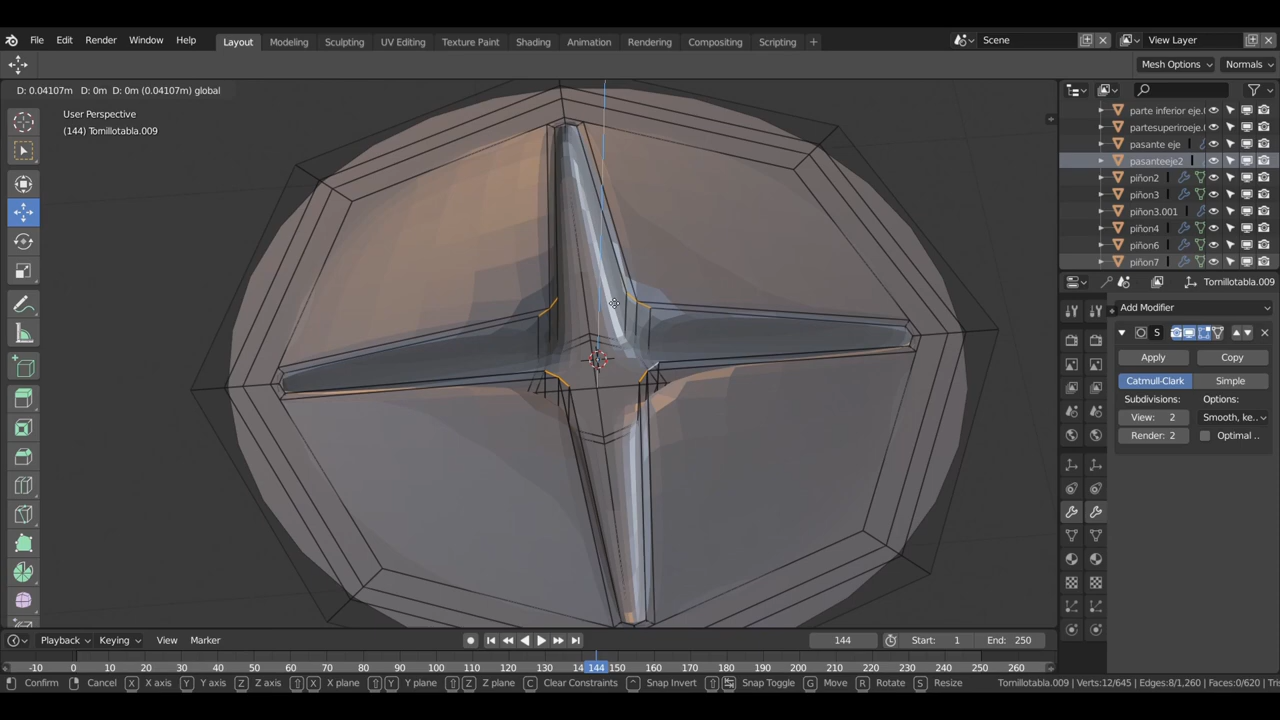 File Edit Render Window Help Layout Modeling Sculpting UV Editing Texture Paint Shading Animation Rendering Compositing Scripting + Scene View Layer
Mesh Options Normals
D: 0.04107m D: 0m D: 0m (0.04107m) global
User Perspective
(144) Tornillotabla.009
parte inferior eje.(
partesuperiroeje.(
pasante eje
pasanteeje2
piñon2
piñon3
piñon3.001
piñon4
piñon6
piñon7
Tornillotabla.009
Add Modifier
S
Apply Copy
Catmull-Clark Simple
Subdivisions: Options:
View: 2 Smooth, ke..
Render: 2 Optimal ..
Playback Keying View Marker 144 Start: 1 End: 250
-10 0 10 20 30 40 50 60 70 80 90 100 110 120 130 14 144 150 160 170 180 190 200 210 220 230 240 250 260
Confirm Cancel X X axis Y Y axis Z Z axis X X plane Y Y plane Z Z plane C Clear Constraints Snap Invert Snap Toggle G Move R Rotate S Resize Tornillotabla.009 | Verts:12/645 | Edges:8/1,260 | Faces:0/620 | Tris